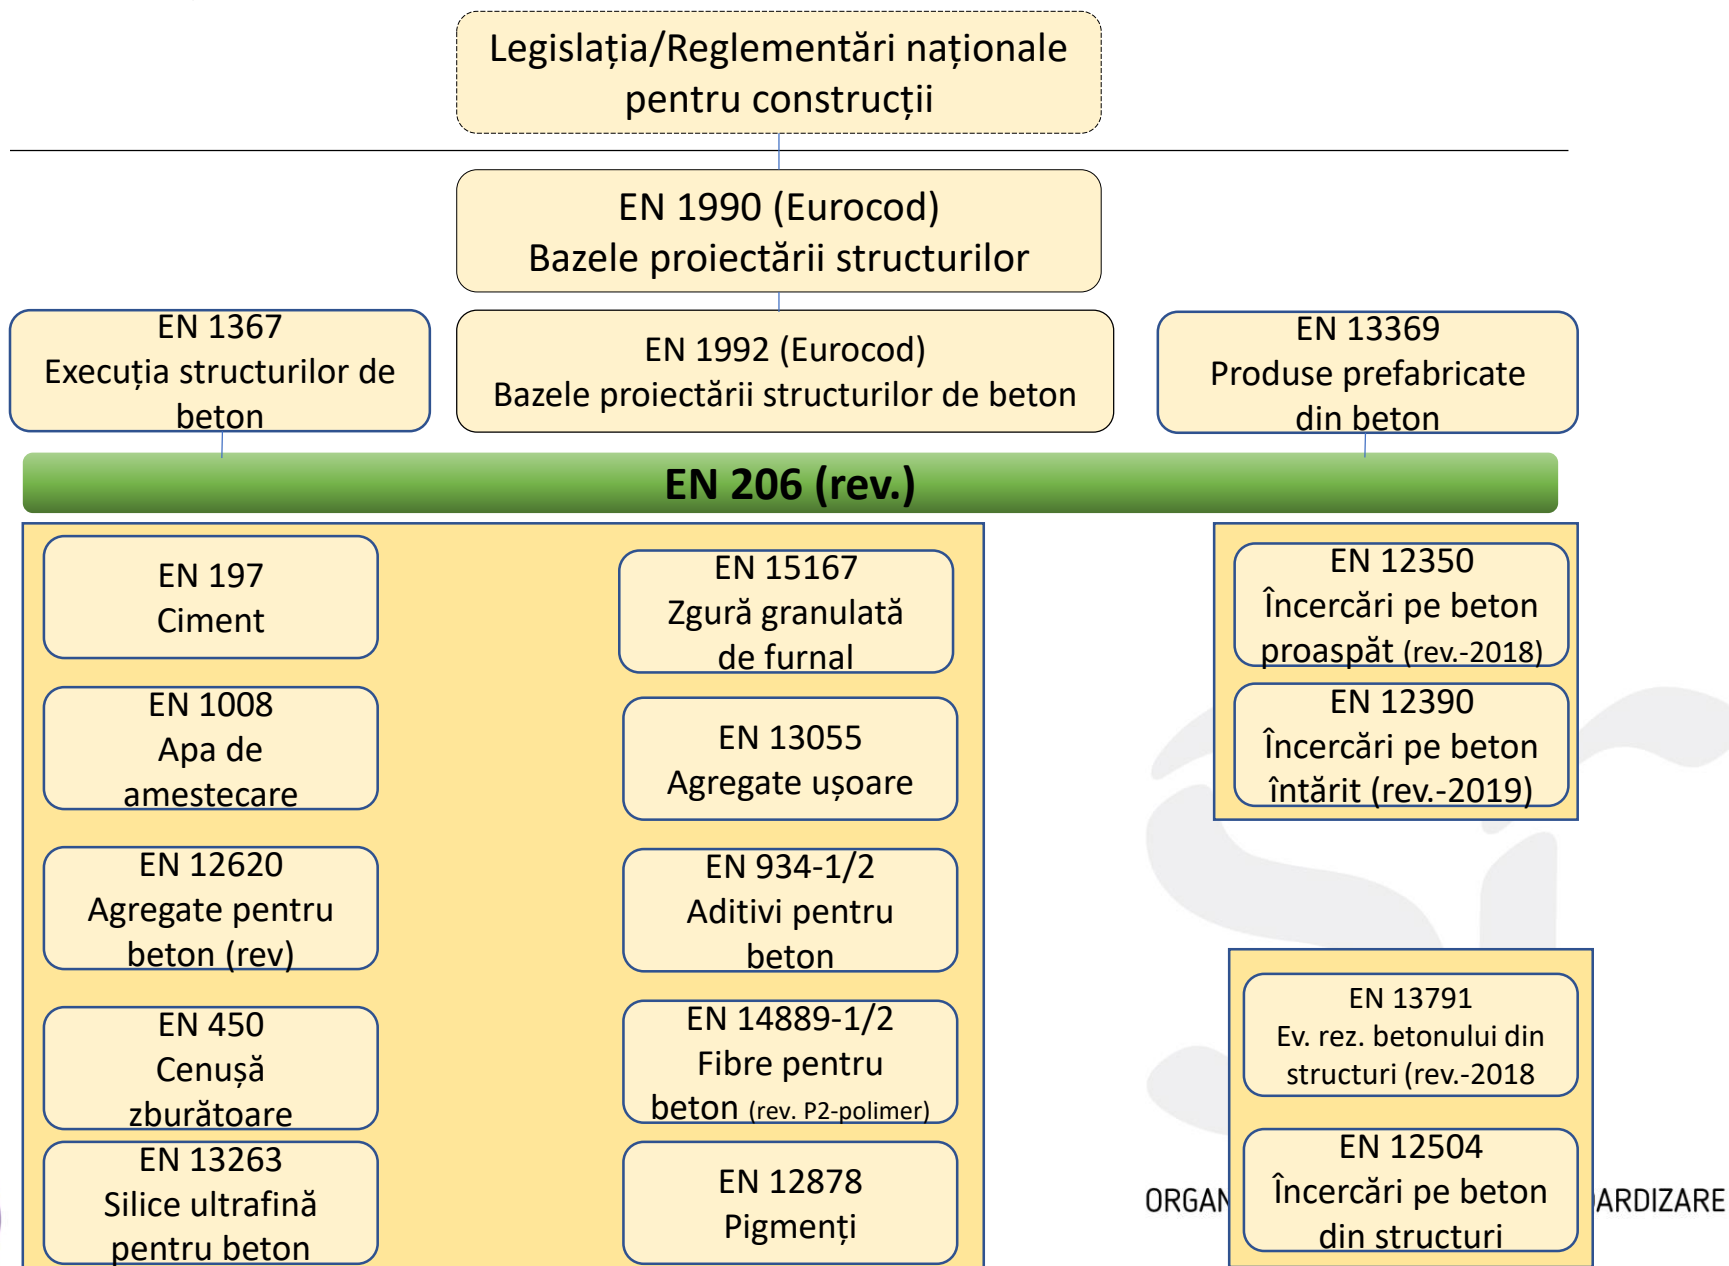 Legislația/Reglementări naționale
pentru construcții
EN 1990 (Eurocod)
Bazele proiectării structurilor
EN 1367
Execuția structurilor de
beton
EN 1992 (Eurocod)
Bazele proiectării structurilor de beton
EN 13369
Produse prefabricate
din beton
EN 206 (rev.)
EN 197
Ciment
EN 1008
Apa de
amestecare
EN 12620
Agregate pentru
beton (rev)
EN 450
Cenușă
zburătoare
EN 13263
Silice ultrafină
pentru beton
EN 15167
Zgură granulată
de furnal
EN 13055
Agregate ușoare
EN 934-1/2
Aditivi pentru
beton
EN 14889-1/2
Fibre pentru
beton (rev. P2-polimer)
EN 12878
Pigmenți
EN 12350
Încercări pe beton
proaspăt (rev.-2018)
EN 12390
Încercări pe beton
întărit (rev.-2019)
EN 13791
Ev. rez. betonului din
structuri (rev.-2018
EN 12504
Încercări pe beton
din structuri